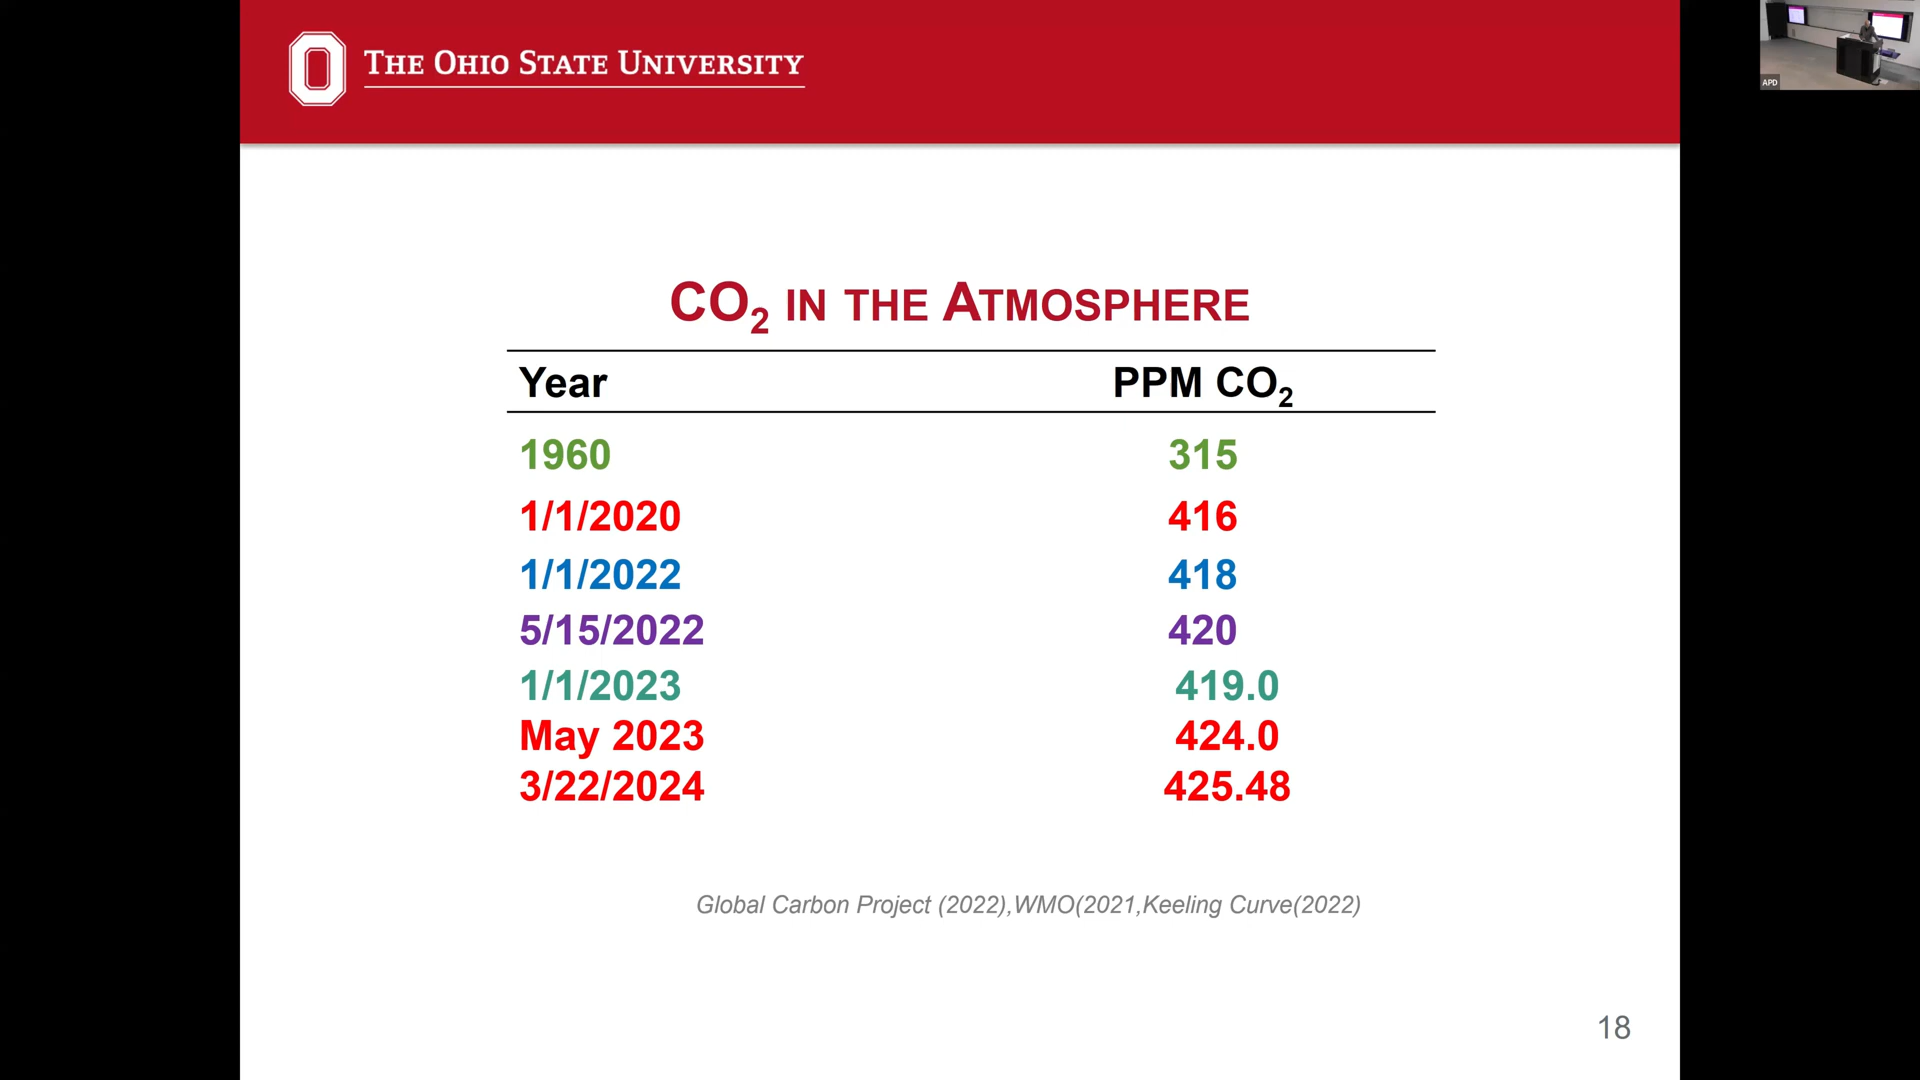 THE OHIO STATE UNIVERSITY
CO₂ IN THE ATMOSPHERE
Year PPM CO₂
1960 315
1/1/2020 416
1/1/2022 418
5/15/2022 420
1/1/2023 419.0
May 2023 424.0
3/22/2024 425.48
Global Carbon Project (2022),WMO(2021,Keeling Curve(2022)
18
APD